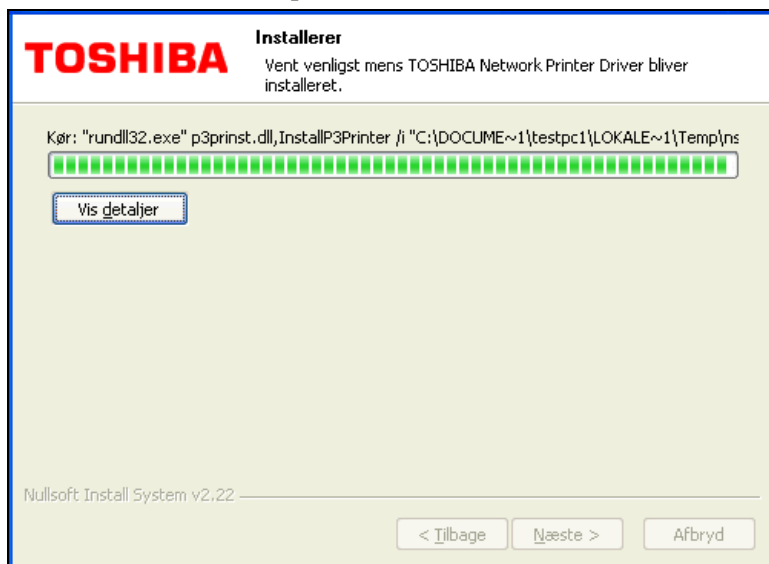 TOSHIBA
Installerer
Vent venligst mens TOSHIBA Network Printer Driver bliver
installeret.
Kør: "rundll32.exe" p3prinst.dll,InstallP3Printer /i "C:\DOCUME~1\testpc1\LOKALE~1\Temp\ns
Vis detaljer
Nullsoft Install System v2.22
< Tilbage
Næste >
Afbryd